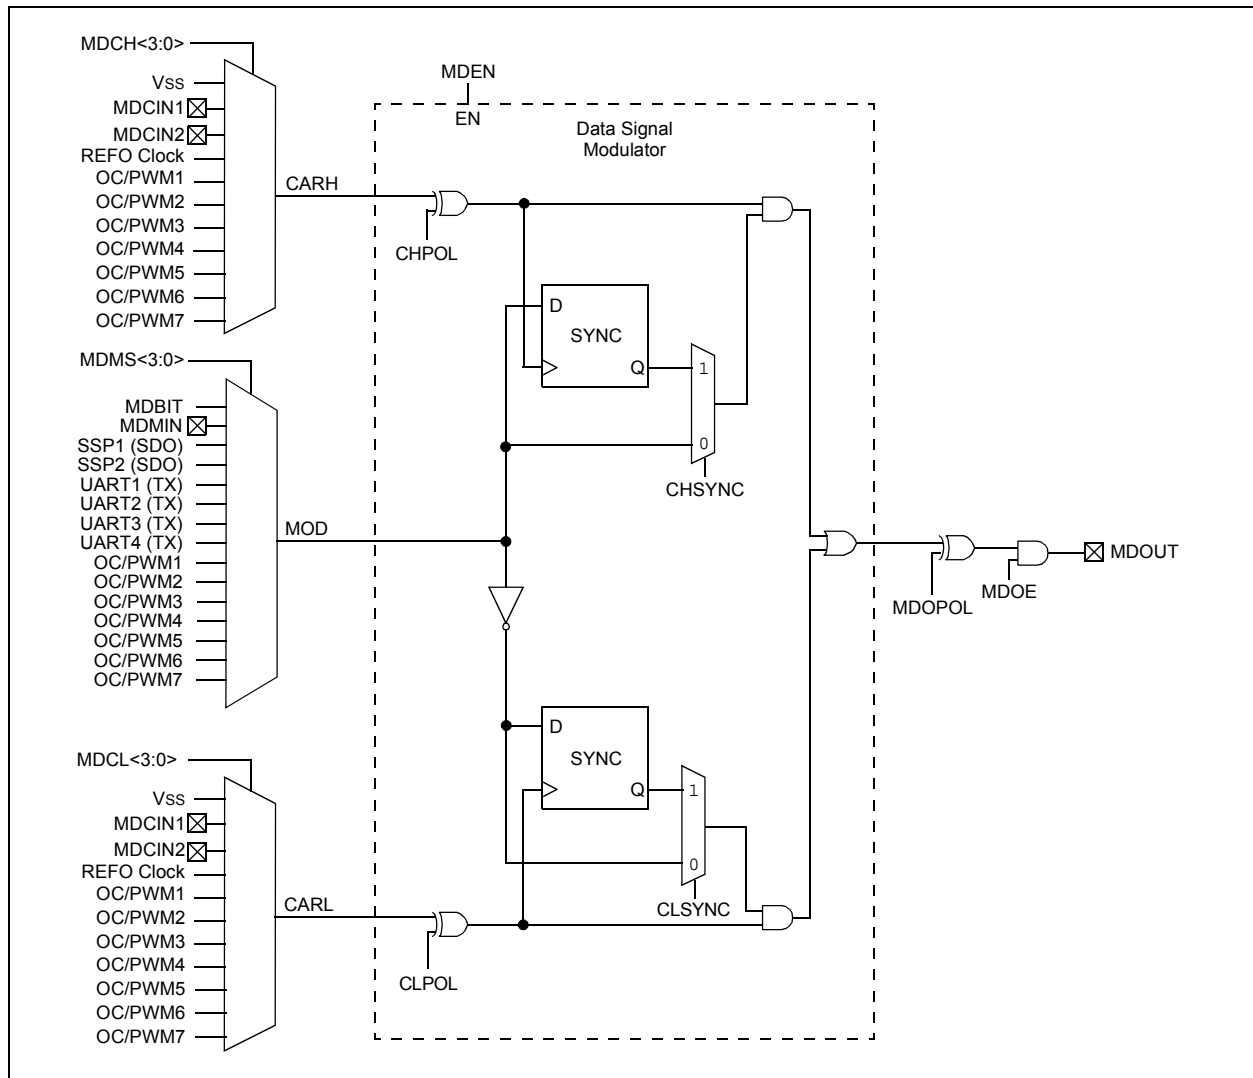 MDCH<3:0>
VSS
MDCIN1
MDCIN2
REFO Clock
OC/PWM1
OC/PWM2
OC/PWM3
OC/PWM4
OC/PWM5
OC/PWM6
OC/PWM7
CARH
MDEN
EN
Data Signal
Modulator
CHPOL
D
SYNC
Q
1
0
CHSYNC
MDMS<3:0>
MDBIT
MDMIN
SSP1 (SDO)
SSP2 (SDO)
UART1 (TX)
UART2 (TX)
UART3 (TX)
UART4 (TX)
OC/PWM1
OC/PWM2
OC/PWM3
OC/PWM4
OC/PWM5
OC/PWM6
OC/PWM7
MOD
MDOPOL
MDOE
MDOUT
D
SYNC
Q
1
0
CLSYNC
MDCL<3:0>
VSS
MDCIN1
MDCIN2
REFO Clock
OC/PWM1
OC/PWM2
OC/PWM3
OC/PWM4
OC/PWM5
OC/PWM6
OC/PWM7
CARL
CLPOL